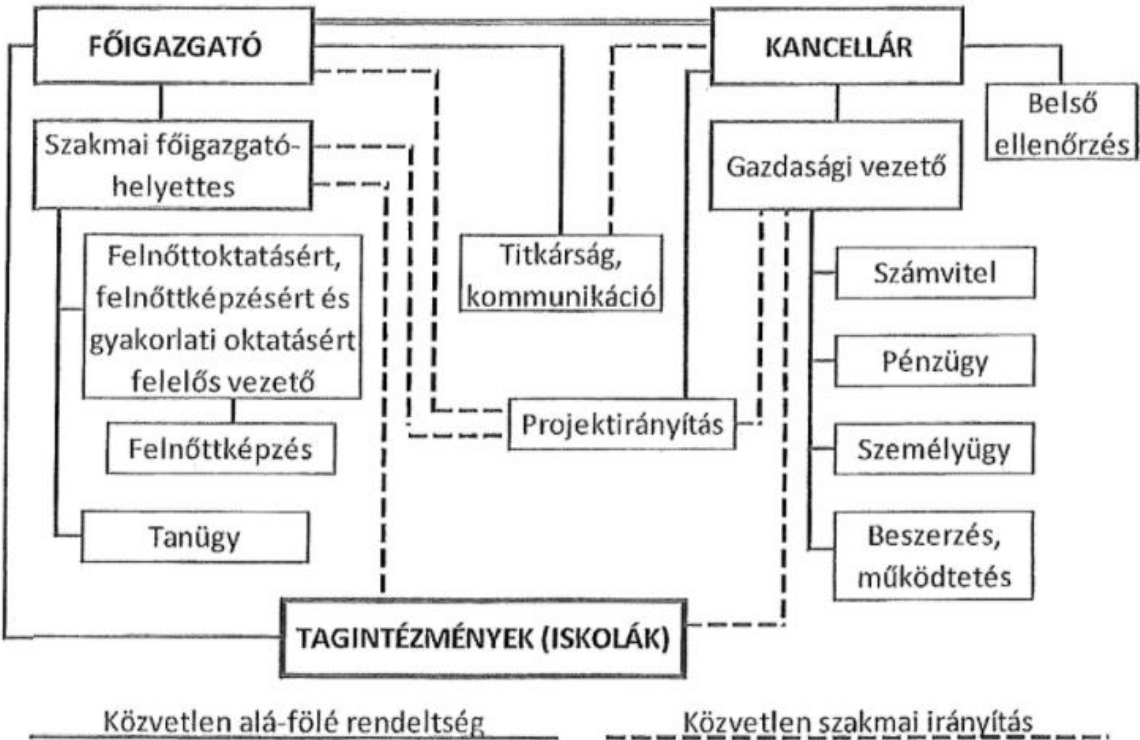 FŐIGAZGATÓ
KANCELLÁR
Belső
ellenőrzés
Szakmai főigazgató-
helyettes
Gazdasági vezető
Felnőttoktatásért,
felnőttképzésért és
gyakorlati oktatásért
felelős vezető
Titkárság,
kommunikáció
Számvitel
Pénzügy
Projektirányítás
Felnőttképzés
Személyügy
Tanügy
Beszerzés,
működtetés
TAGINTÉZMÉNYEK (ISKOLÁK)
Közvetlen alá-fölé rendeltség
Közvetlen szakmai irányítás